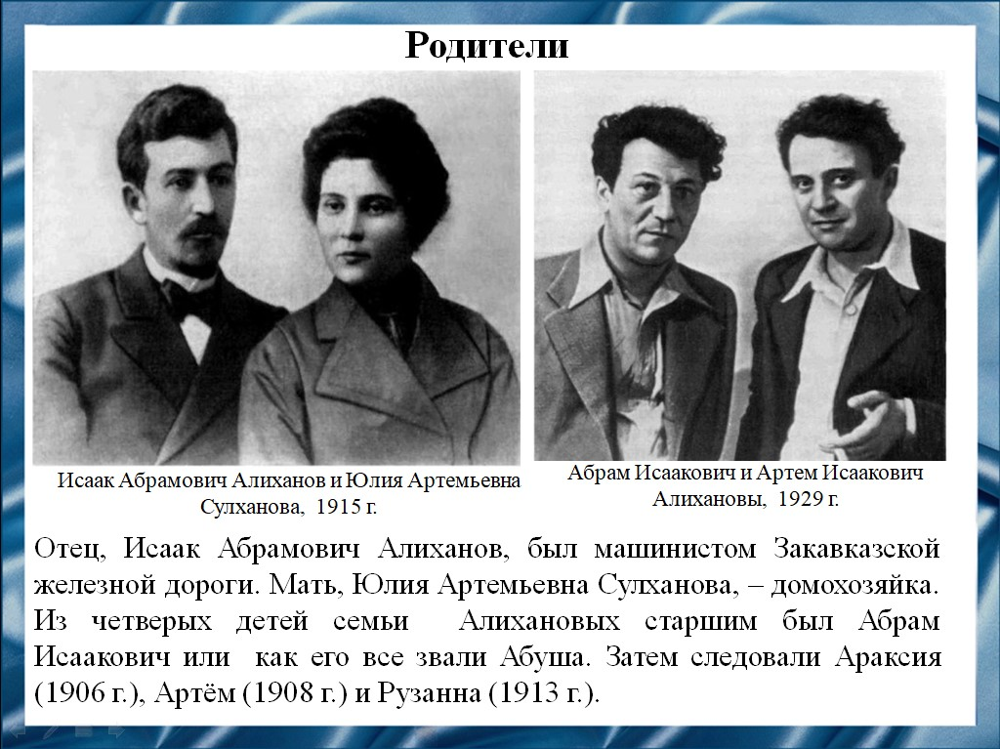 Родители
Исаак Абрамович Алиханов и Юлия Артемьевна
Сулханова, 1915 г.
Абрам Исаакович и Артем Исаакович
Алихановы, 1929 г.
Отец, Исаак Абрамович Алиханов, был машинистом Закавказской
железной дороги. Мать, Юлия Артемьевна Сулханова, – домохозяйка.
Из четверых детей семьи Алихановых старшим был Абрам
Исаакович или как его все звали Абуша. Затем следовали Араксия
(1906 г.), Артём (1908 г.) и Рузанна (1913 г.).